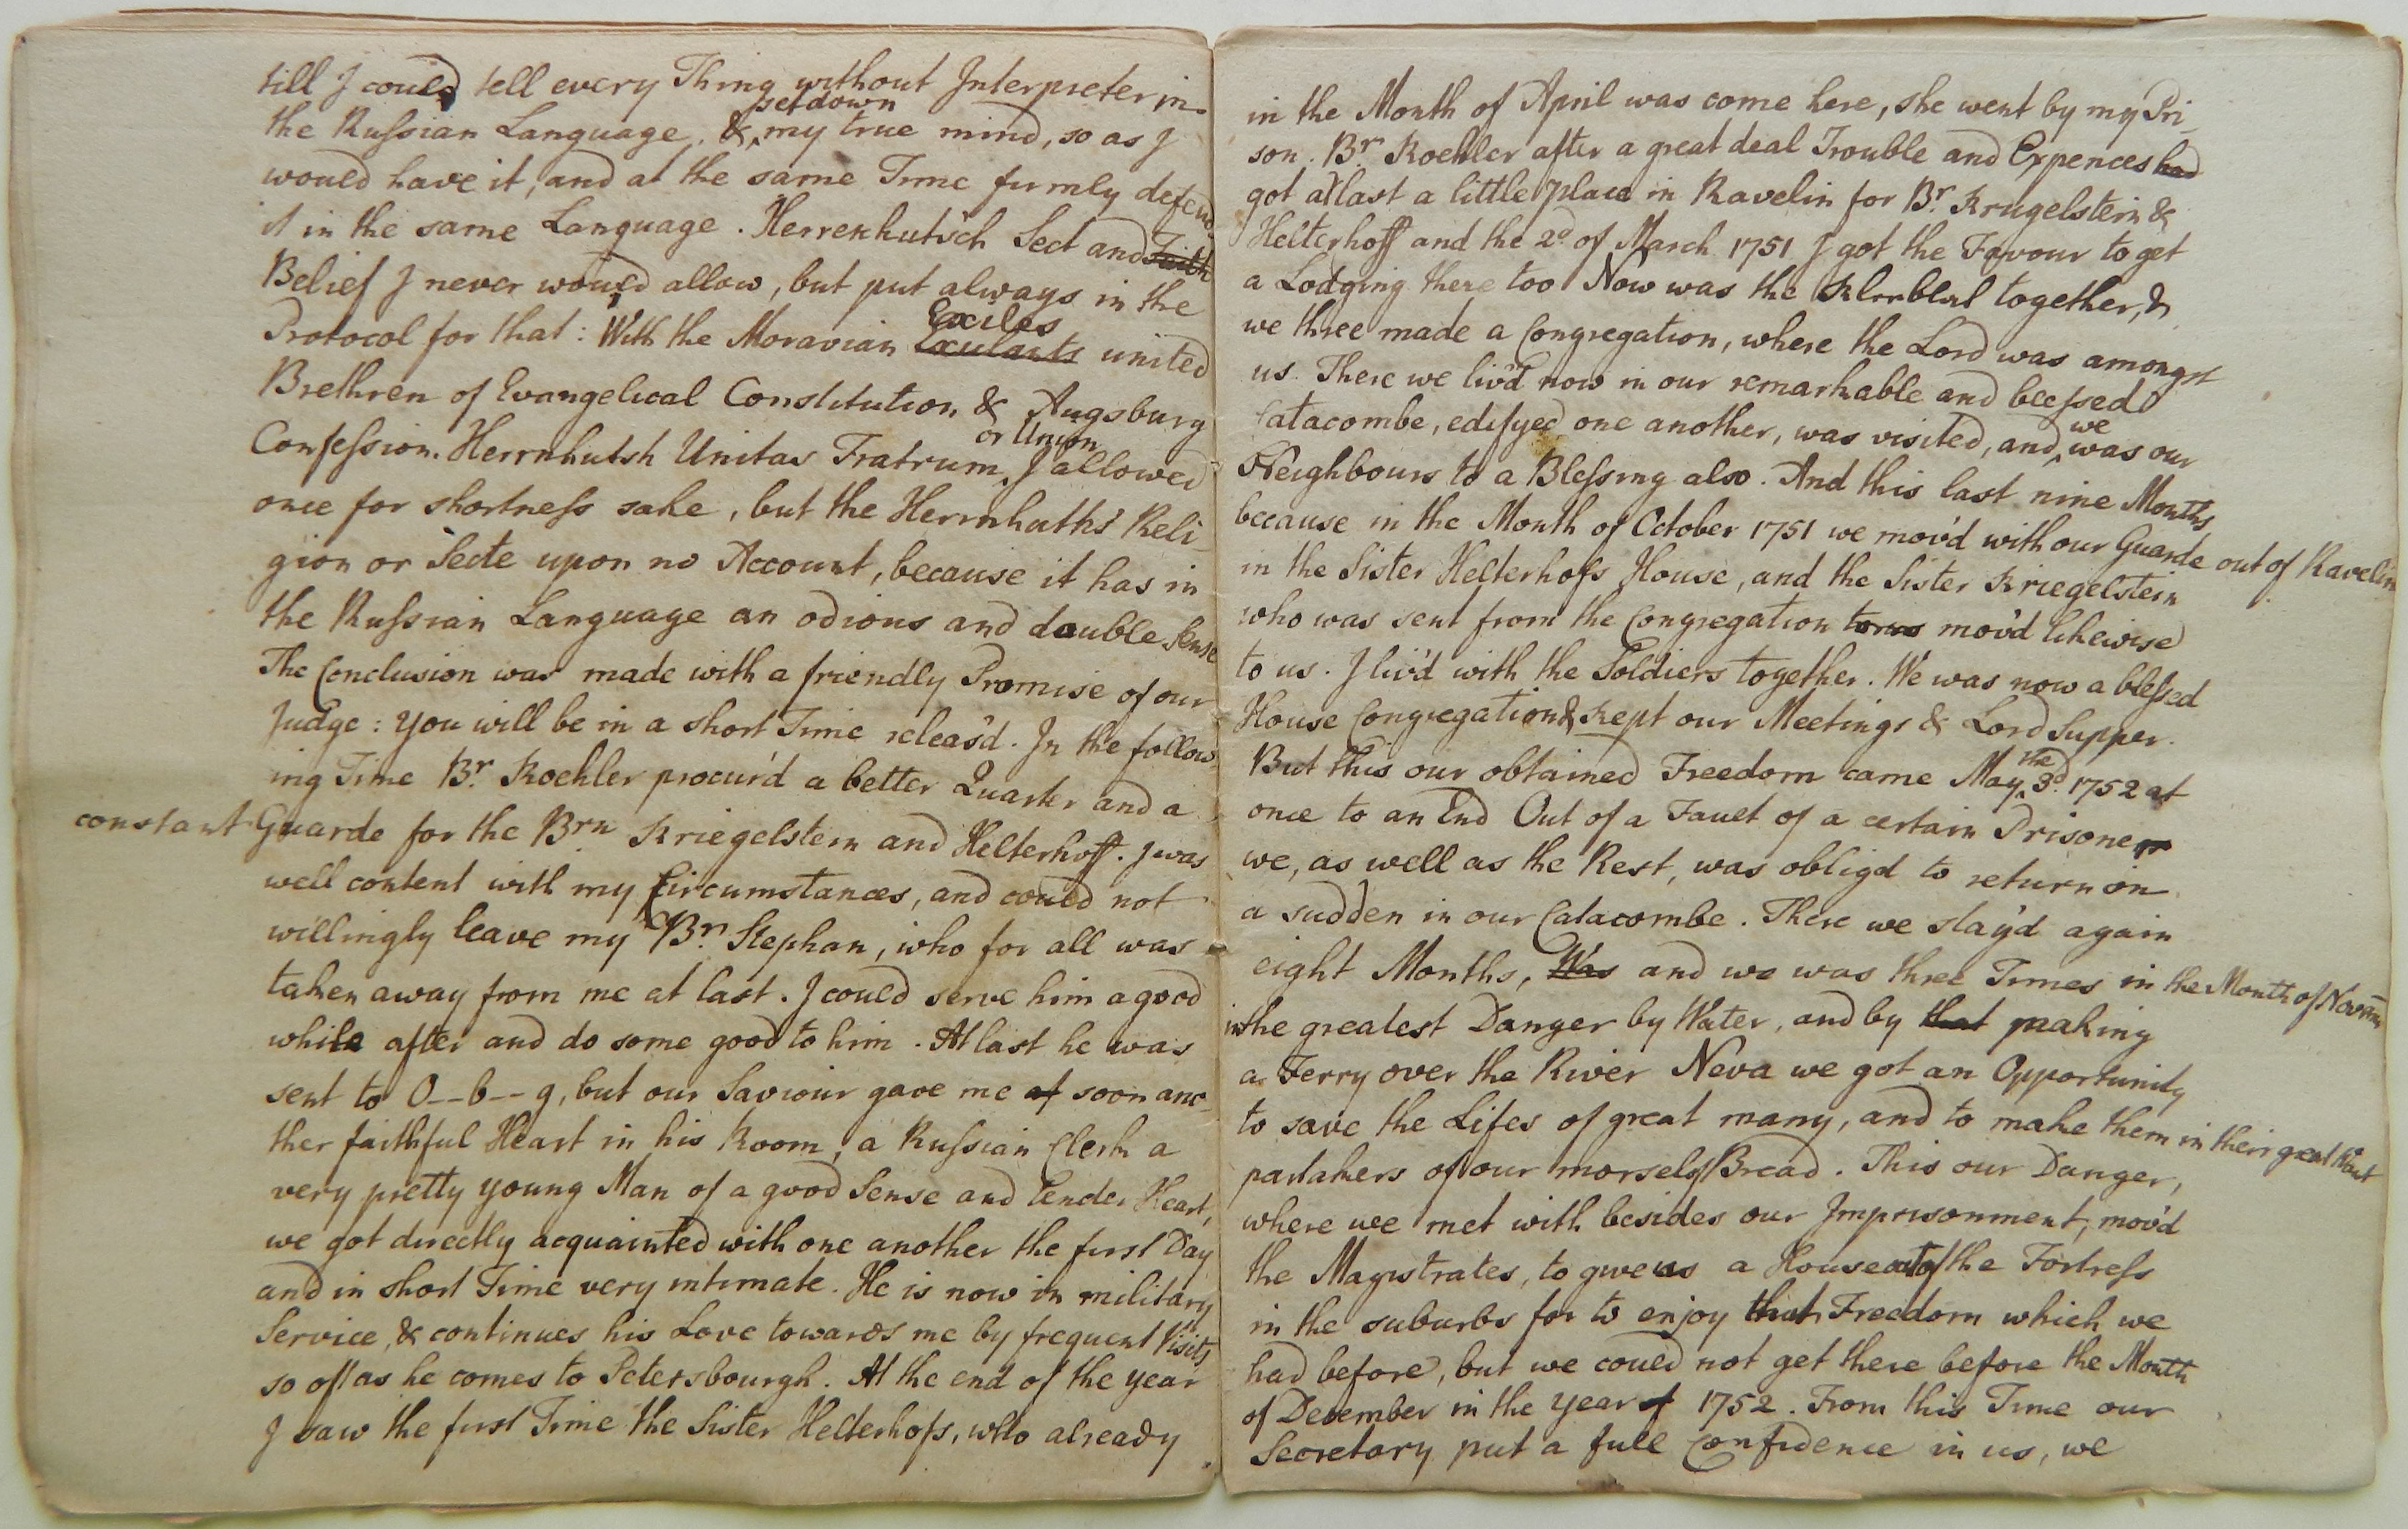 till I could tell every Thing without Interpreter in
the Russian Language, & set down my true mind, so as I
would have it, and at the same Time firmly defend
it in the same Language. Herrenhutsch Sect and Faith
Belief I never would allow, but put always in the
Protocol for that: With the Moravian Exulants Exiles united
Brethren of Evangelical Constitution & Augsburg
Confession. Herrnhutsh Unitas Fratrum or Union I allowed
once for shortness sake, but the Herrnhuths Reli-
gion or Secte upon no Account, because it has in
the Russian Language an odious and double Sense
The Conclusion was made with a friendly Promise of our
Judge: you will be in a short Time releas'd. In the follow-
ing Time Br. Koehler procur'd a better Quarter and a
constant Guarde for the Brn Kriegelstein and Helterhoff. I was
well content with my Circumstances, and could not
willingly leave my Br. Stephan, who for all was
taken away from me at last. I could serve him a good
while after and do some good to him. At last he was
sent to O--b--g, but our Saviour gave me at soon ano-
ther faithful Heart in his Room, a Russian Clerk a
very pretty young Man of a good Sense and tender Heart,
we got directly acquainted with one another the first Day
and in short Time very intimate. He is now in military
Service, & continues his Love towards me by frequent Visits
so oft as he comes to Petersbourgh. At the end of the year
I saw the first Time the Sister Helterhofs, who already
in the Month of April was come here, she went by my Pri-
son. Br. Koehler after a great deal Trouble and Expences had
got at last a little place in Ravelin for Br. Krugelstein &
Helterhoff and the 2d of March 1751 I got the Favour to get
a Lodging there too Now was the Kleeblat together, &
we three made a Congregation, where the Lord was amongst
us. There we liv'd now in our remarkable and blessed
Catacombe, edifyed one another, was visited, and we was our
Neighbours to a Blessing also. And this last nine Months
because in the Month of October 1751 we mov'd with our Guarde out of Ravelin
in the Sister Helterhofs House, and the Sister Kriegelstein
who was sent from the Congregation to us mov'd likewise
to us. I liv'd with the Soldiers together. We was now a blessed
House Congregation & kept our Meetings & Lord Supper.
But this our obtained Freedom came May the 3d 1752 at
once to an End Out of a Fault of a certain Prisoner
we, as well as the Rest, was oblig'd to return on
a sudden in our Catacombe. There we stay'd again
eight Months, Was and we was three Times in the Month of Novem
in the greatest Danger by Water, and by that making
a Ferry over the River Neva we got an Opportunity
to save the Lifes of great many, and to make them in their great Want
partakers of our morsels of Bread. This our Danger,
where we met with besides our Imprisonment, mov'd
the Magistrates, to give us a House out of the Fortress
in the suburbs for to enjoy that Freedom which we
had before, but we could not get there before the Month
of December in the year of 1752. From this Time our
Secretary put a full Confidence in us, we